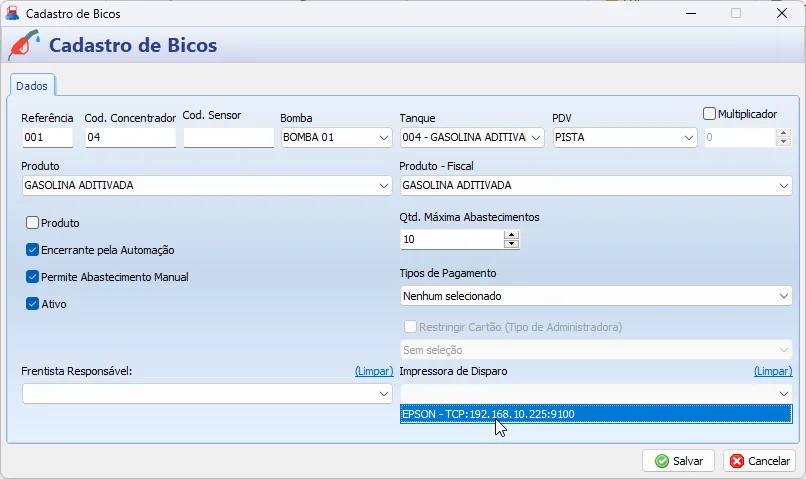 Cadastro de Bicos
Cadastro de Bicos
Dados
Referência Cod. Concentrador Cod. Sensor Bomba Tanque PDV Multiplicador
001 04 BOMBA 01 004 - GASOLINA ADITIVA PISTA 0
Produto Produto - Fiscal
GASOLINA ADITIVADA GASOLINA ADITIVADA
Produto
Qtd. Máxima Abastecimentos
Encerrante pela Automação
10
Permite Abastecimento Manual
Tipos de Pagamento
Nenhum selecionado
Ativo
Restringir Cartão (Tipo de Administradora)
Sem seleção
Frentista Responsável: (Limpar) Impressora de Disparo (Limpar)
EPSON - TCP:192.168.10.225:9100
Salvar Cancelar